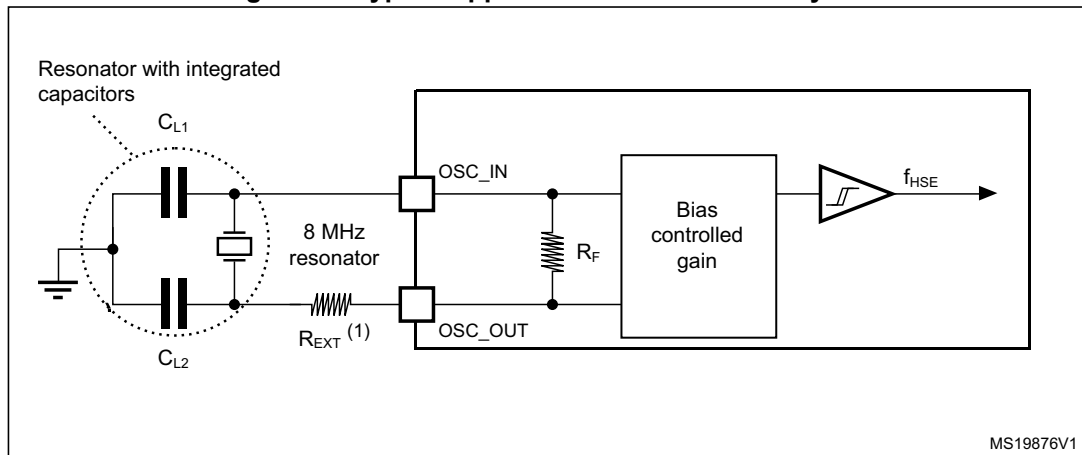 Resonator with integrated
capacitors
CL1
OSC_IN
fHSE
8 MHz
resonator
RF
Bias
controlled
gain
REXT (1)
OSC_OUT
CL2
MS19876V1